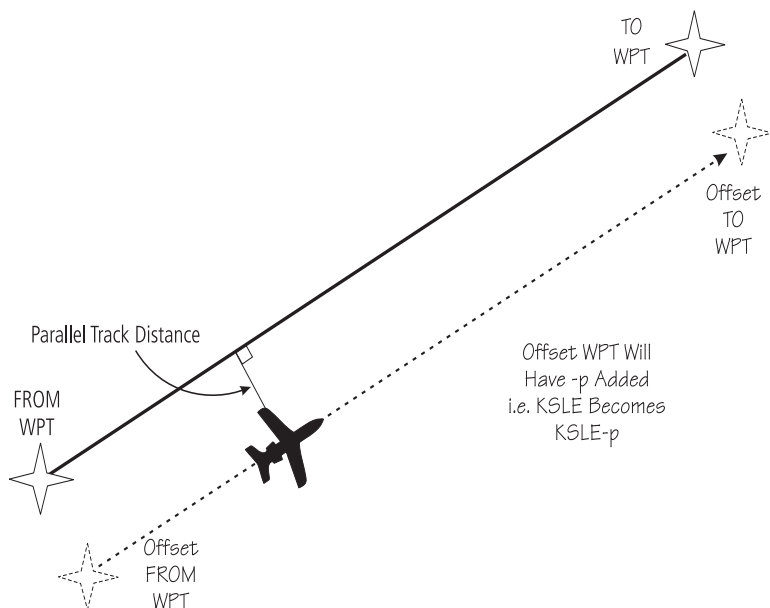 TO
WPT
Offset
TO
WPT
Parallel Track Distance
Offset WPT Will
Have -p Added
i.e. KSLE Becomes
KSLE-p
FROM
WPT
Offset
FROM
WPT